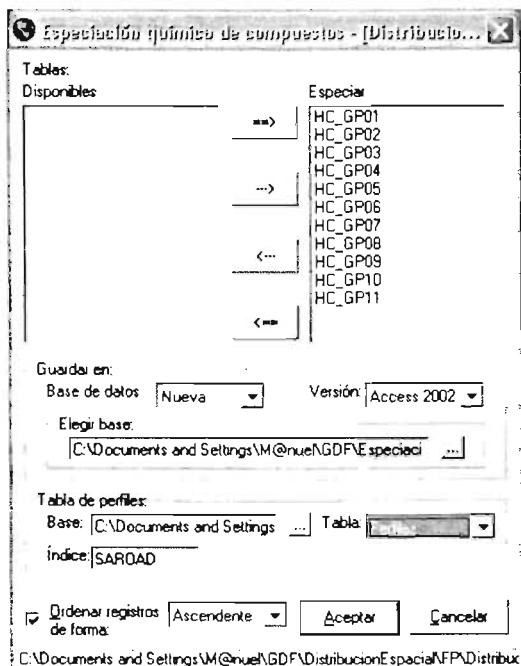 Especiación química de compuestos - [Distribucio...
Tablas:
Disponibles
Especiar
==>
--->
<---
<==
HC_GP01
HC_GP02
HC_GP03
HC_GP04
HC_GP05
HC_GP06
HC_GP07
HC_GP08
HC_GP09
HC_GP10
HC_GP11
Guardar en:
Base de datos Nueva Versión: Access 2002
Elegir base:
C:\Documents and Settings\M@nuel\GDF\Especiaci ...
Tabla de perfiles:
Base: C:\Documents and Settings ... Tabla:
Índice: SAROAD
Ordenar registros de forma: Ascendente Aceptar Cancelar
C:\Documents and Settings\M@nuel\GDF\DistribucionEspacial\FP\Distribuc